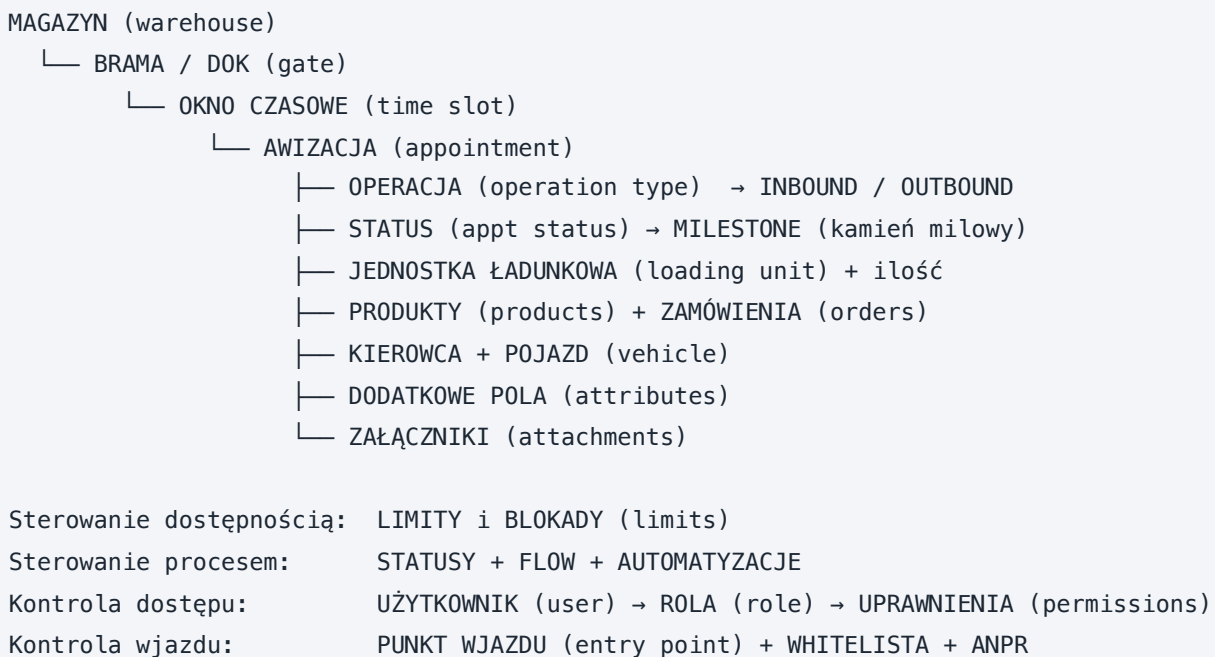 MAGAZYN (warehouse)
└── BRAMA / DOK (gate)
└── OKNO CZASOWE (time slot)
└── AWIZACJA (appointment)
├── OPERACJA (operation type)  → INBOUND / OUTBOUND
├── STATUS (appt status) → MILESTONE (kamień milowy)
├── JEDNOSTKA ŁADUNKOWA (loading unit) + ilość
├── PRODUKTY (products) + ZAMÓWIENIA (orders)
├── KIEROWCA + POJAZD (vehicle)
├── DODATKOWE POLA (attributes)
└── ZAŁĄCZNIKI (attachments)
Sterowanie dostępnością:  LIMITY i BLOKADY (limits)
Sterowanie procesem:      STATUSY + FLOW + AUTOMATYZACJE
Kontrola dostępu:         UŻYTKOWNIK (user) → ROLA (role) → UPRAWNIENIA (permissions)
Kontrola wjazdu:          PUNKT WJAZDU (entry point) + WHITELISTA + ANPR